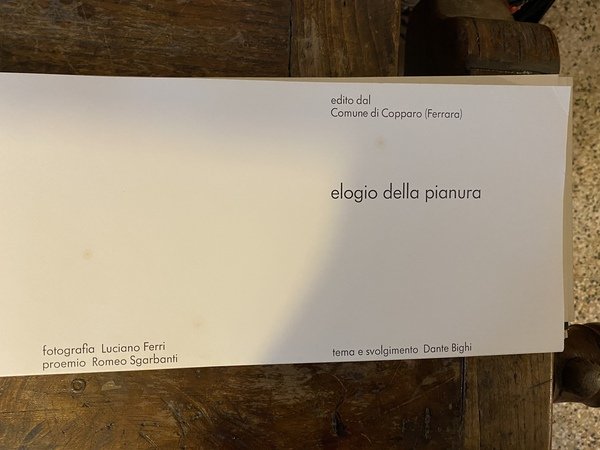 edito dal
Comune di Copparo (Ferrara)
elogio della pianura
fotografia Luciano Ferri
proemio Romeo Sgarbanti
tema e svolgimento Dante Bighi